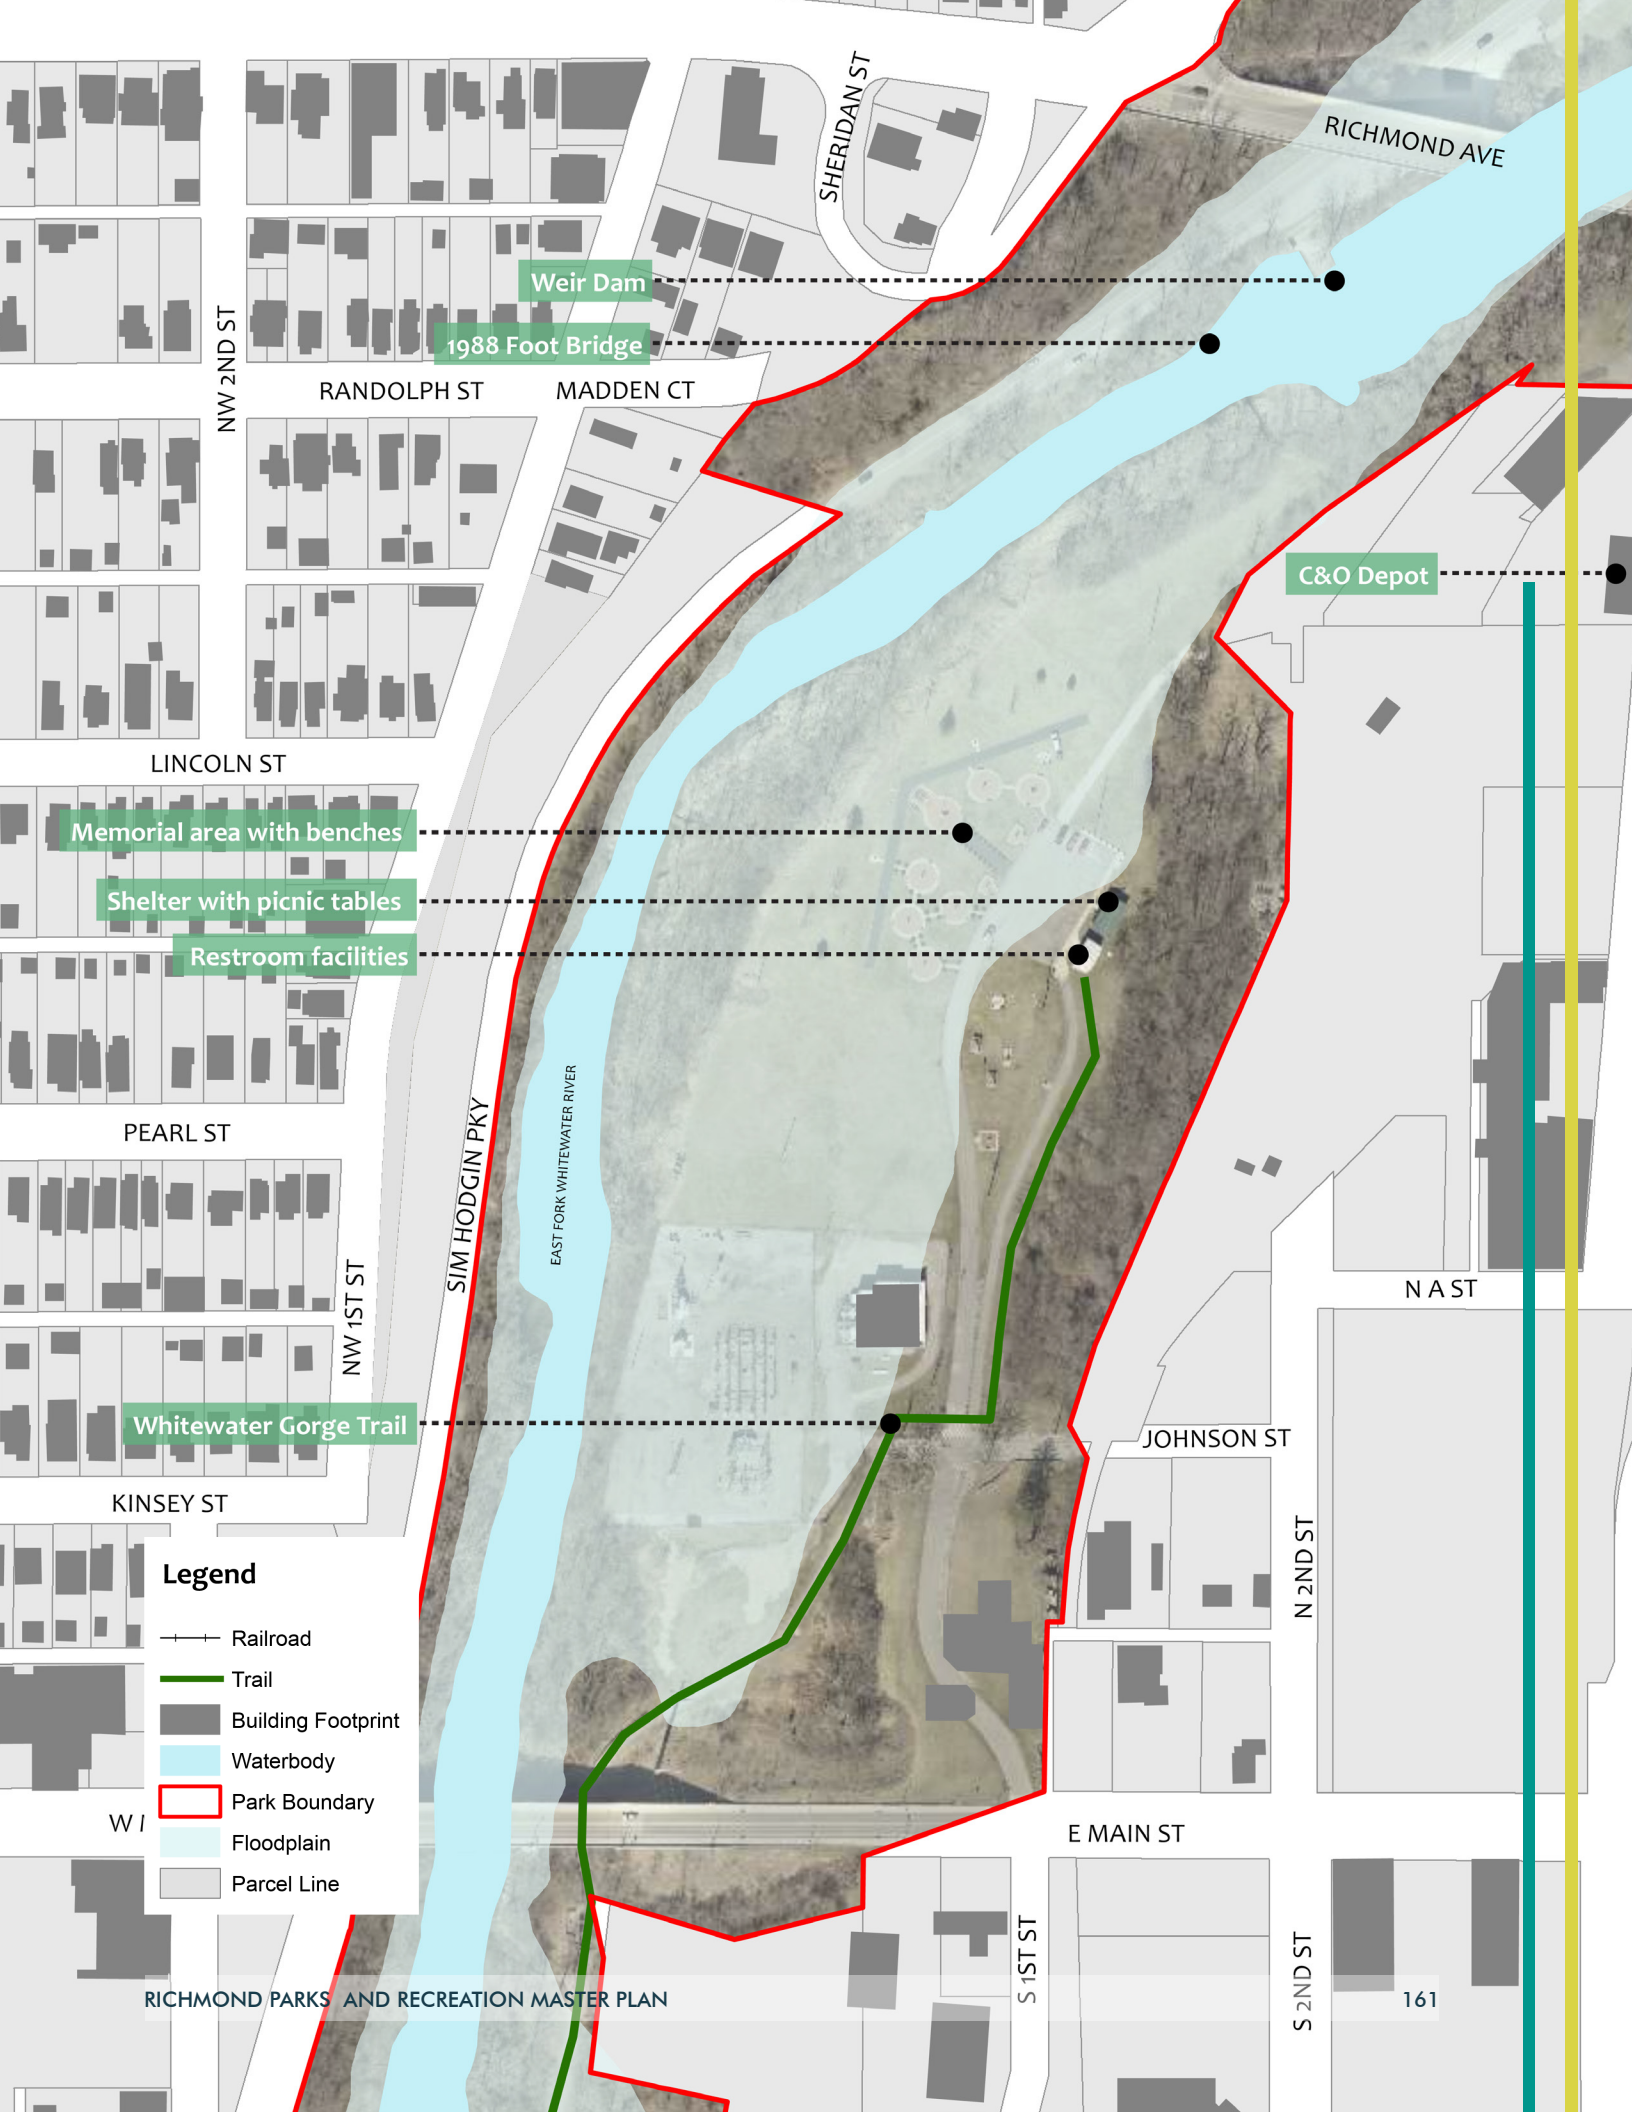 SHERIDAN ST
RICHMOND AVE
Weir Dam
1988 Foot Bridge
NW 2ND ST
RANDOLPH ST
MADDEN CT
C&O Depot
LINCOLN ST
Memorial area with benches
Shelter with picnic tables
Restroom facilities
PEARL ST
SIM HODGIN PKY
EAST FORK WHITEWATER RIVER
NW 1ST ST
N A ST
Whitewater Gorge Trail
JOHNSON ST
KINSEY ST
N 2ND ST
Legend
Railroad
Trail
Building Footprint
Waterbody
Park Boundary
Floodplain
Parcel Line
W
E MAIN ST
S 1ST ST
S 2ND ST
RICHMOND PARKS AND RECREATION MASTER PLAN
161